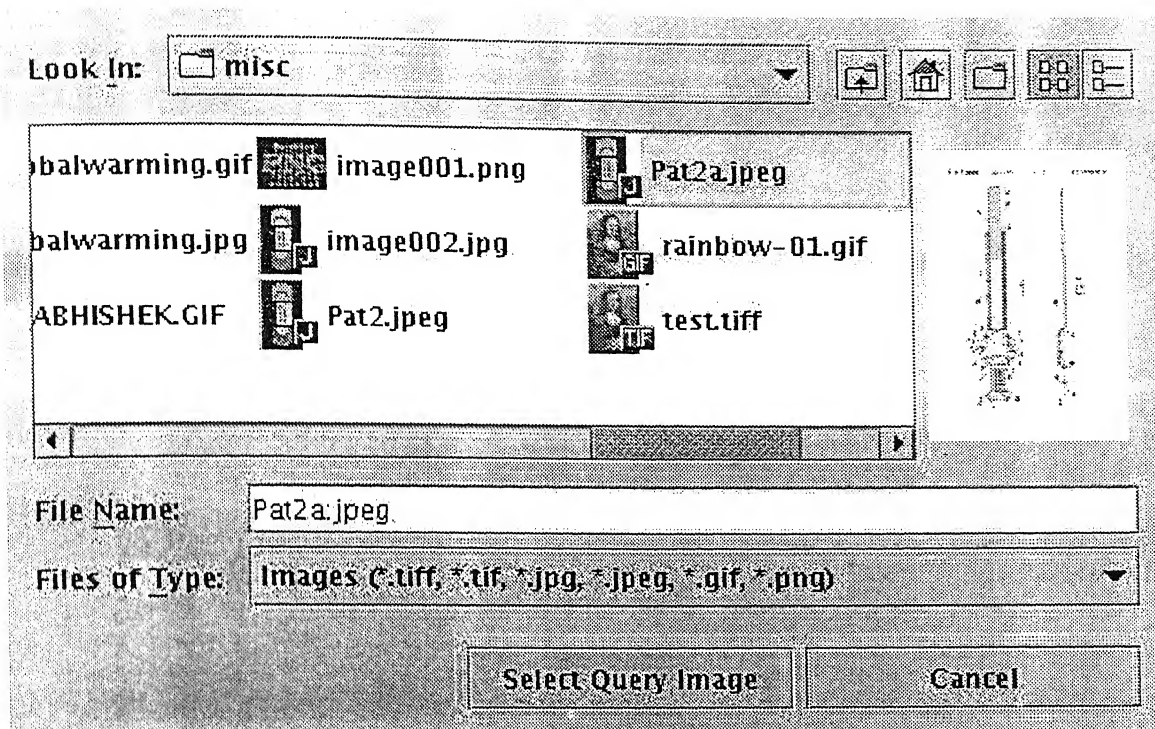 Look In: misc
balwarming.gif image001.png Pat2a.jpeg
balwarming.jpg image002.jpg rainbow-01.gif
ABHISHEK.GIF Pat2.jpeg test.tiff
File Name: Pat2a.jpeg
Files of Type: Images (*.tiff, *.tif, *.jpg, *.jpeg, *.gif, *.png)
Select Query Image Cancel